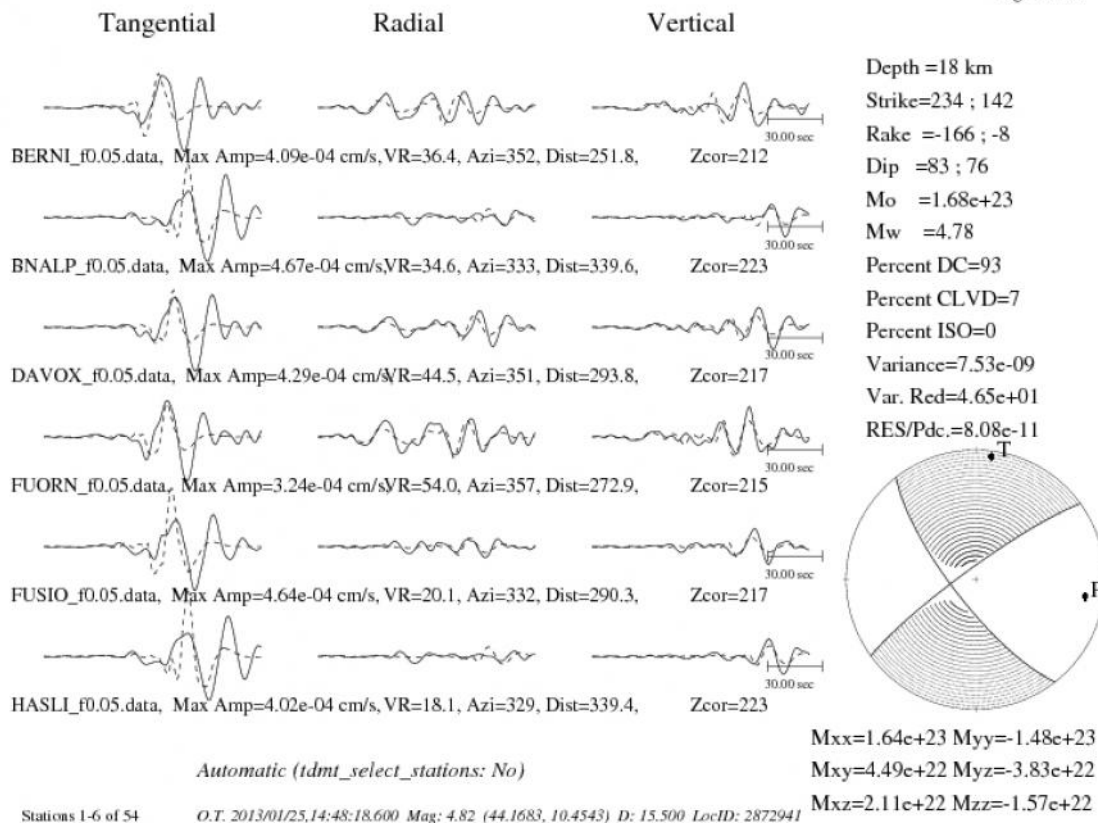 Tangential Radial Vertical
Depth =18 km
Strike=234 ; 142
Rake =-166 ; -8
Dip =83 ; 76
Mo =1.68e+23
Mw =4.78
Percent DC=93
Percent CLVD=7
Percent ISO=0
Variance=7.53e-09
Var. Red=4.65e+01
RES/Pdc.=8.08e-11
30.00 sec
BERNI_f0.05.data, Max Amp=4.09e-04 cm/s, VR=36.4, Azi=352, Dist=251.8, Zcor=212
30.00 sec
BNALP_f0.05.data, Max Amp=4.67e-04 cm/s, VR=34.6, Azi=333, Dist=339.6, Zcor=223
30.00 sec
DAVOX_f0.05.data, Max Amp=4.29e-04 cm/s, VR=44.5, Azi=351, Dist=293.8, Zcor=217
30.00 sec
FUORN_f0.05.data, Max Amp=3.24e-04 cm/s, VR=54.0, Azi=357, Dist=272.9, Zcor=215
30.00 sec
FUSIO_f0.05.data, Max Amp=4.64e-04 cm/s, VR=20.1, Azi=332, Dist=290.3, Zcor=217
30.00 sec
HASLI_f0.05.data, Max Amp=4.02e-04 cm/s, VR=18.1, Azi=329, Dist=339.4, Zcor=223
T
P
Mxx=1.64e+23 Myy=-1.48e+23
Mxy=4.49e+22 Myz=-3.83e+22
Mxz=2.11e+22 Mzz=-1.57e+22
Automatic (tdmt_select_stations: No)
Stations 1-6 of 54 O.T. 2013/01/25,14:48:18.600 Mag: 4.82 (44.1683, 10.4543) D: 15.500 LocID: 2872941